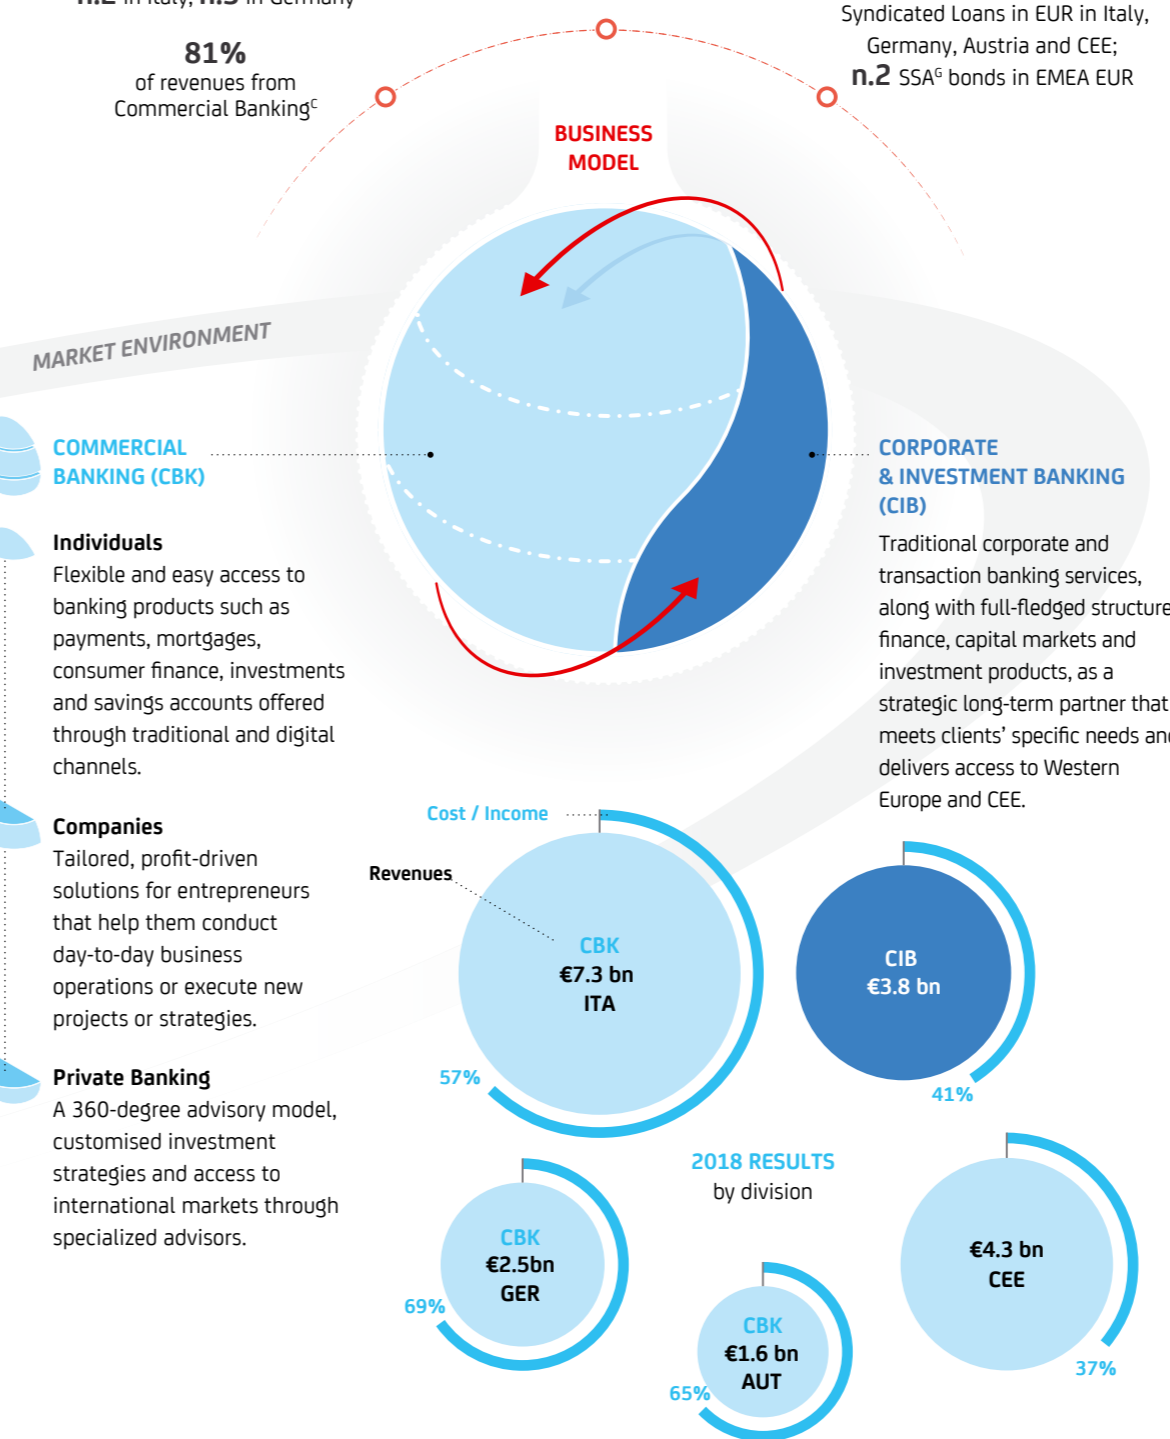 n.2 in Italy, n.3 in Germany
81%
of revenues from
Commercial Banking^C
Syndicated Loans in EUR in Italy,
Germany, Austria and CEE;
n.2 SSA^G bonds in EMEA EUR
BUSINESS
MODEL
MARKET ENVIRONMENT
COMMERCIAL
BANKING (CBK)
Individuals
Flexible and easy access to
banking products such as
payments, mortgages,
consumer finance, investments
and savings accounts offered
through traditional and digital
channels.
Companies
Tailored, profit-driven
solutions for entrepreneurs
that help them conduct
day-to-day business
operations or execute new
projects or strategies.
Private Banking
A 360-degree advisory model,
customised investment
strategies and access to
international markets through
specialized advisors.
CORPORATE
& INVESTMENT BANKING
(CIB)
Traditional corporate and
transaction banking services,
along with full-fledged structure
finance, capital markets and
investment products, as a
strategic long-term partner that
meets clients’ specific needs and
delivers access to Western
Europe and CEE.
Cost / Income
Revenues
CBK
€7.3 bn
ITA
57%
CIB
€3.8 bn
41%
2018 RESULTS
by division
CBK
€2.5bn
GER
69%
CBK
€1.6 bn
AUT
65%
€4.3 bn
CEE
37%